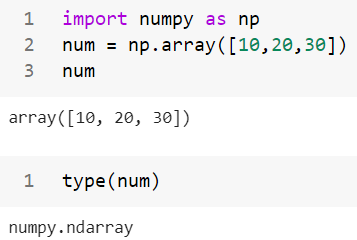 1 import numpy as np
2 num = np.array([10,20,30])
3 num
array([10, 20, 30])
1 type(num)
numpy.ndarray